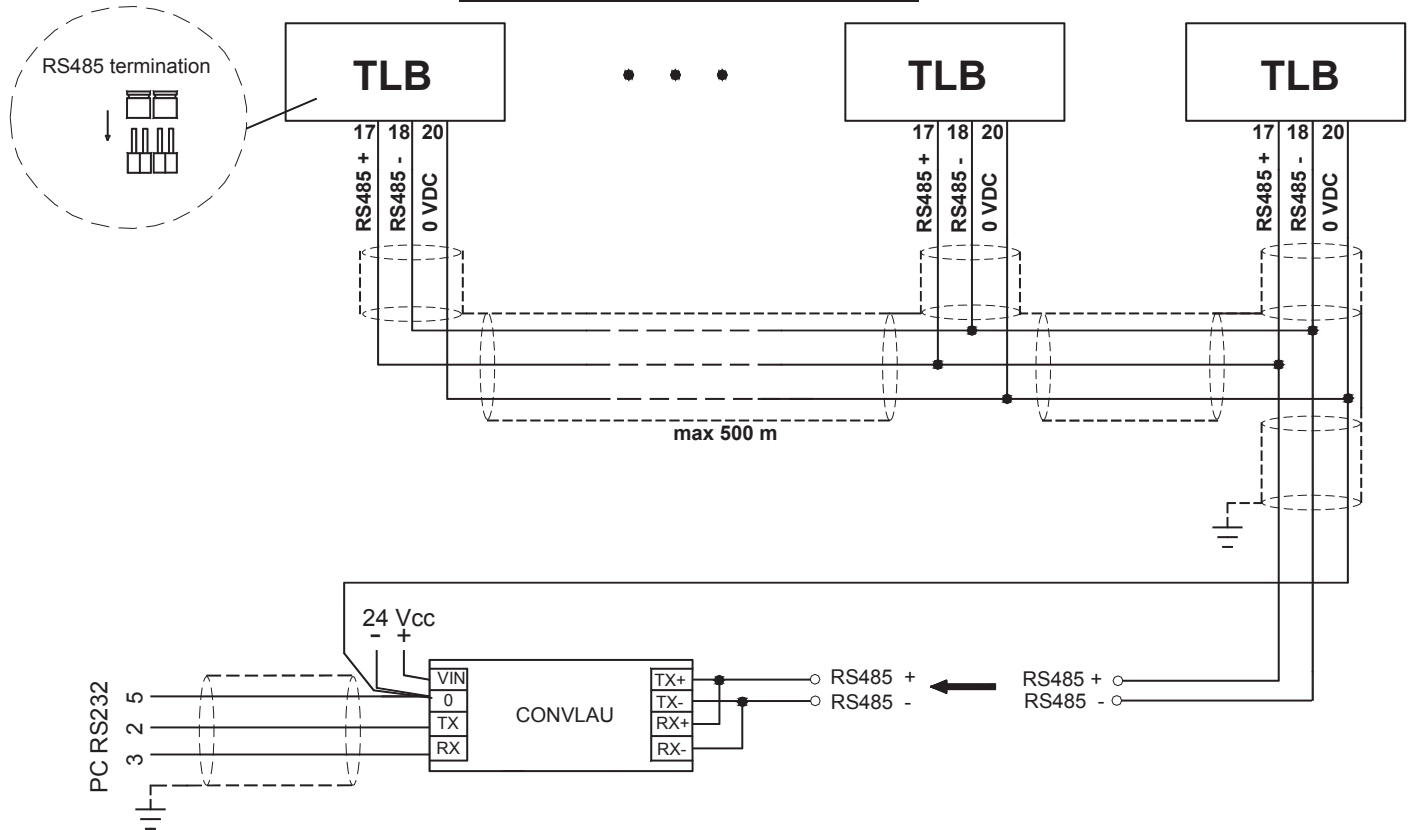 RS485 termination
TLB
TLB
TLB
17 18 20
17 18 20
17 18 20
RS485 +
RS485 -
0 VDC
RS485 +
RS485 -
0 VDC
RS485 +
RS485 -
0 VDC
max 500 m
24 Vcc
- +
PC RS232
5
2
3
VIN
0
TX
RX
CONVLAU
TX+
TX-
RX+
RX-
RS485 +
RS485 -
RS485 +
RS485 -